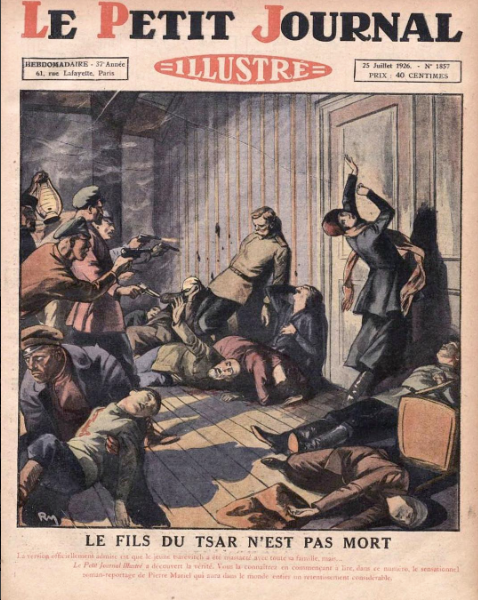 LE PETIT JOURNAL
HEBDOMADAIRE - 37e Année
61, rue Lafayette, Paris
ILLUSTRÉ
25 Juillet 1926. - N° 1857
PRIX : 40 CENTIMES
RM
LE FILS DU TSAR N'EST PAS MORT
La version officiellement admise est que le jeune tsarévitch a été massacré avec toute sa famille, mais...
Le Petit Journal Illustré a découvert la vérité. Vous la connaîtrez en commençant à lire, dans ce numéro, le sensationnel
roman-reportage de Pierre Mariel qui aura dans le monde entier un retentissement considérable.